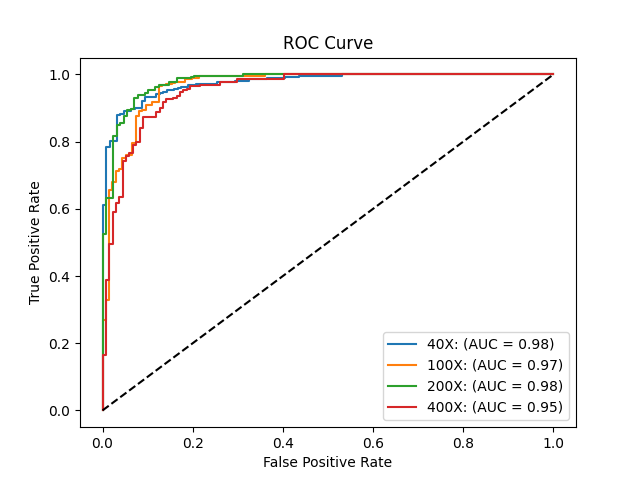 ROC Curve
True Positive Rate
1.0
0.8
0.6
0.4
0.2
0.0
0.0 0.2 0.4 0.6 0.8 1.0
False Positive Rate
40X: (AUC = 0.98)
100X: (AUC = 0.97)
200X: (AUC = 0.98)
400X: (AUC = 0.95)